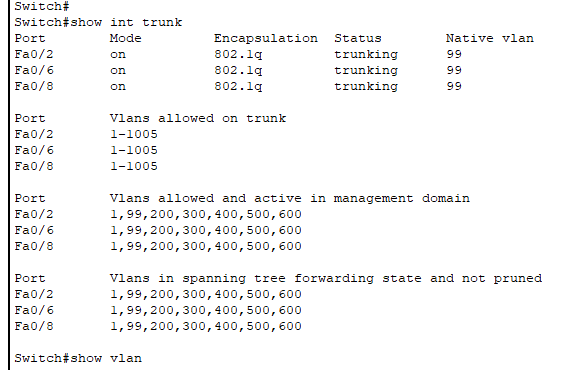 Switch#
Switch#show int trunk
Port        Mode         Encapsulation  Status        Native vlan
Fa0/2       on           802.1q         trunking      99
Fa0/6       on           802.1q         trunking      99
Fa0/8       on           802.1q         trunking      99
Port        Vlans allowed on trunk
Fa0/2       1-1005
Fa0/6       1-1005
Fa0/8       1-1005
Port        Vlans allowed and active in management domain
Fa0/2       1,99,200,300,400,500,600
Fa0/6       1,99,200,300,400,500,600
Fa0/8       1,99,200,300,400,500,600
Port        Vlans in spanning tree forwarding state and not pruned
Fa0/2       1,99,200,300,400,500,600
Fa0/6       1,99,200,300,400,500,600
Fa0/8       1,99,200,300,400,500,600
Switch#show vlan